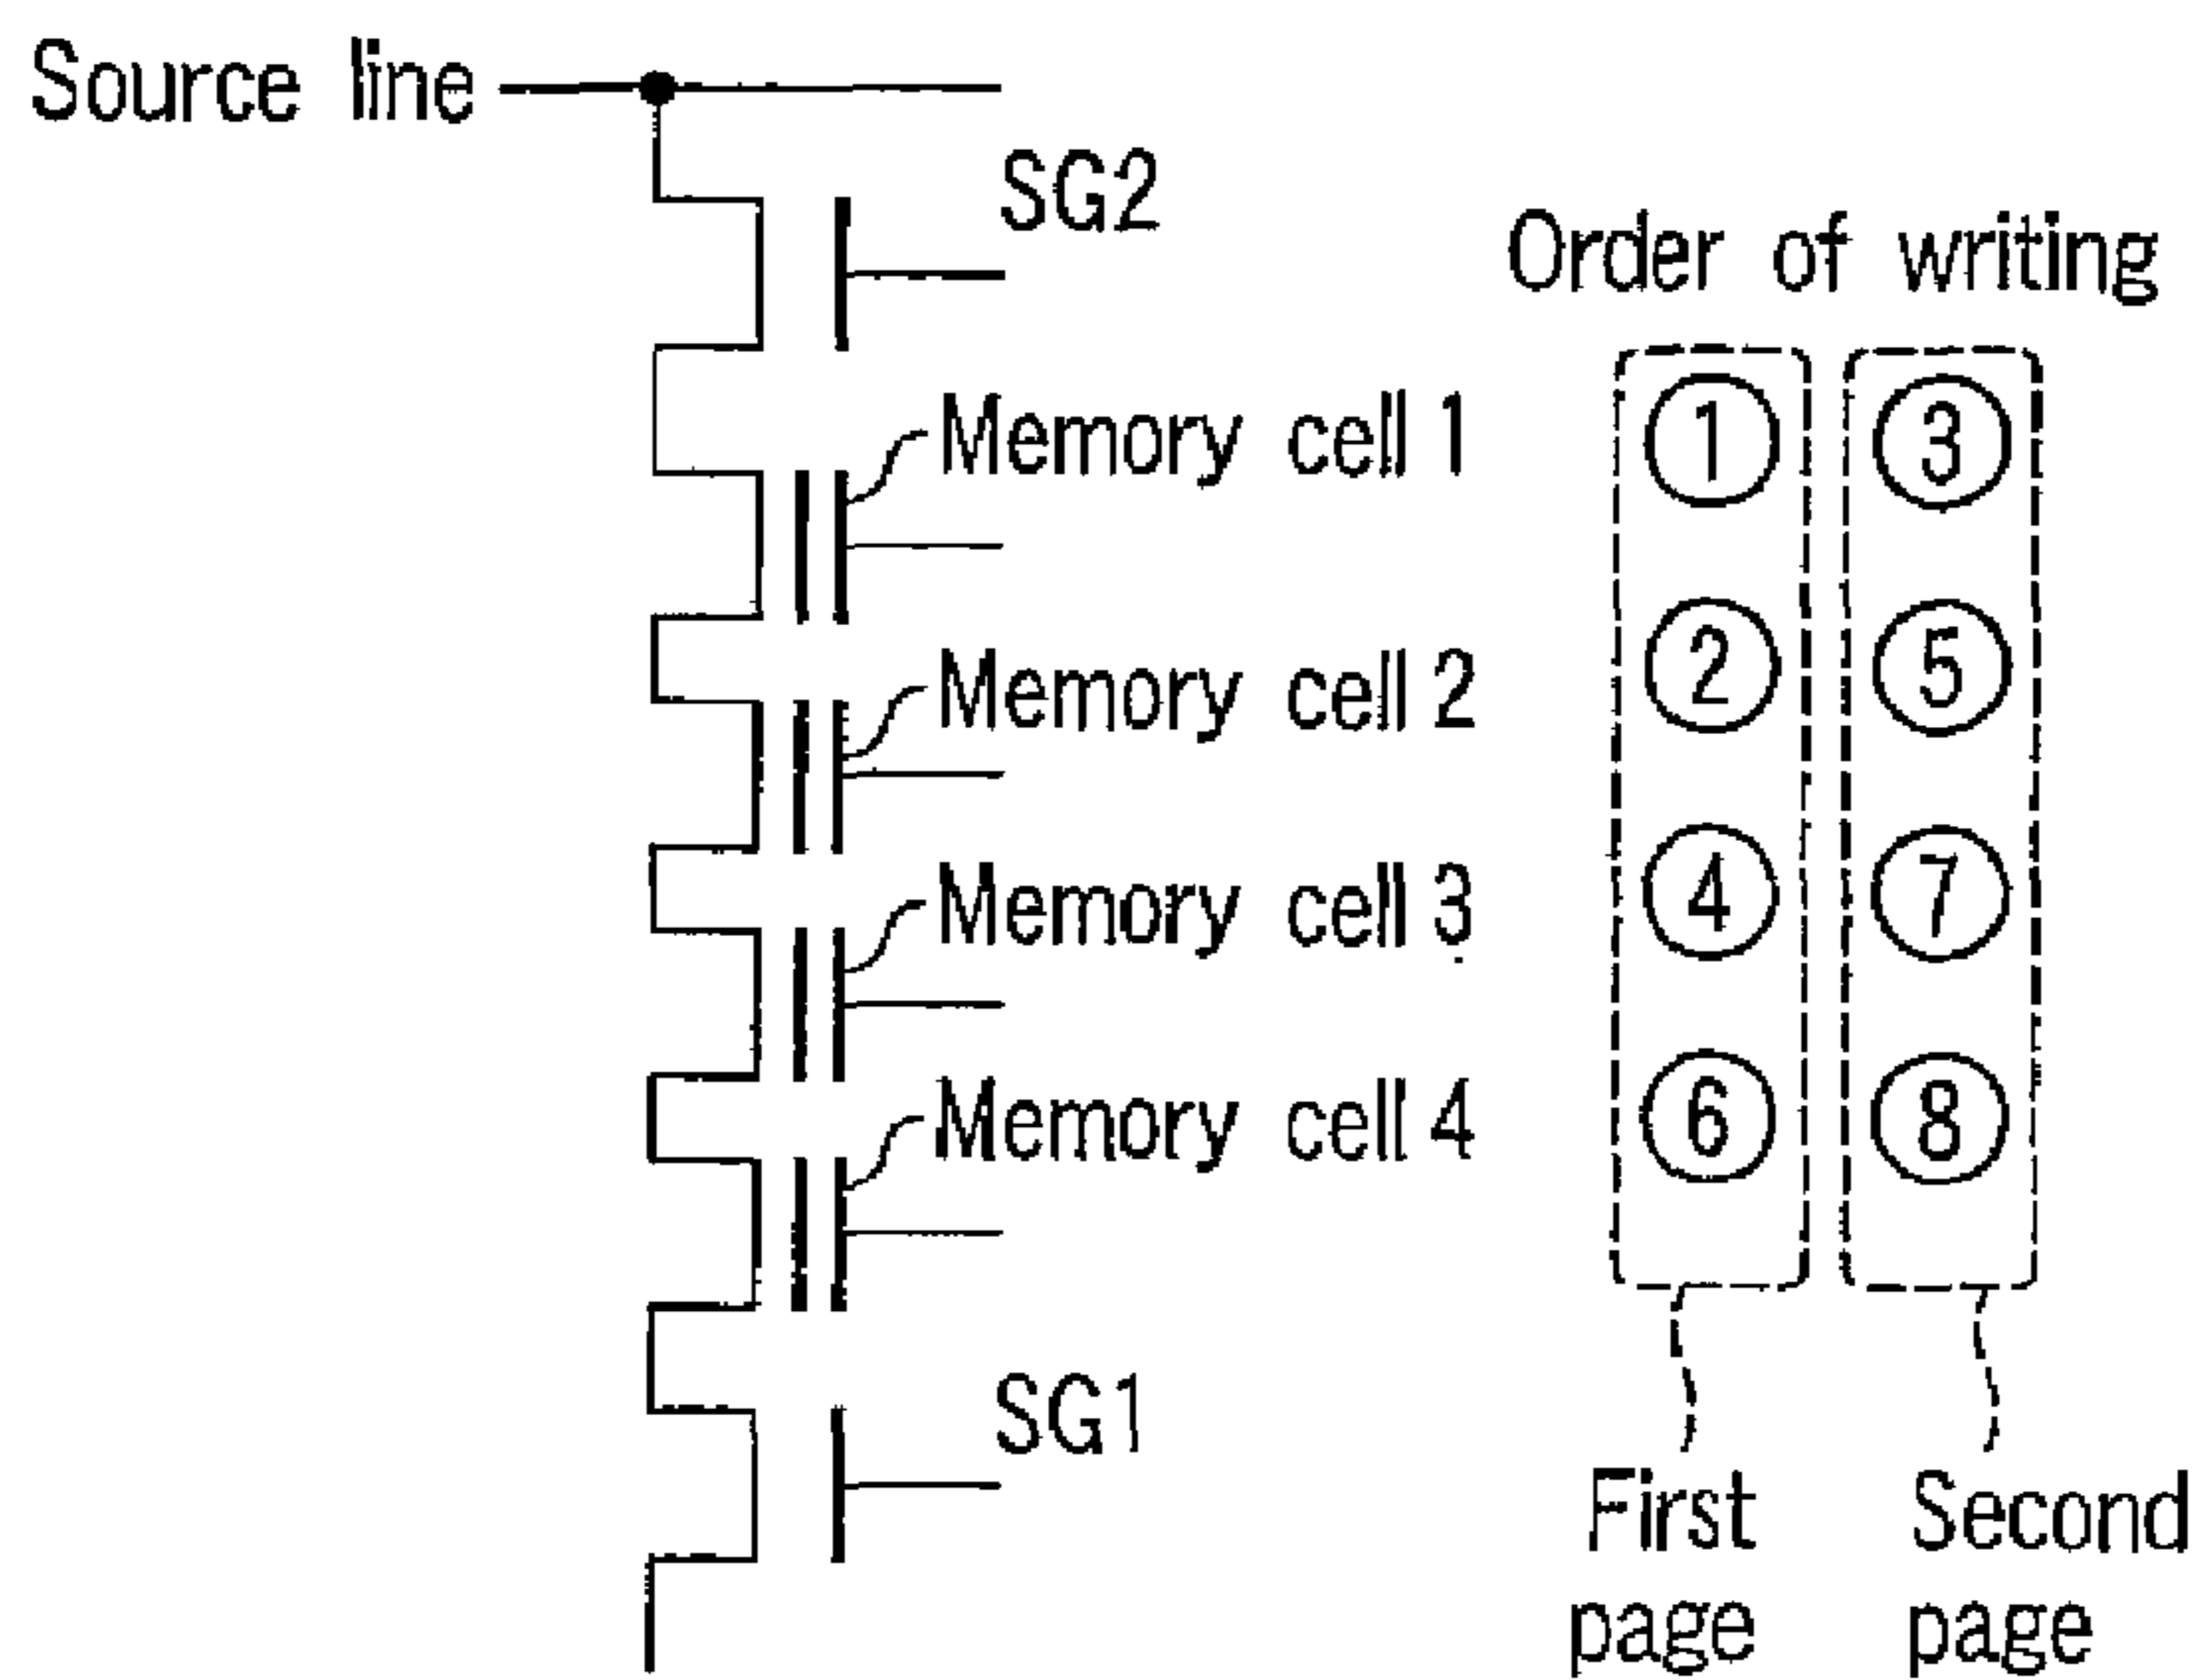 Source line
SG2
Order of writing
Memory cell 1
① ③
Memory cell 2
② ⑤
Memory cell 3
④ ⑦
Memory cell 4
⑥ ⑧
SG1
First page
Second page